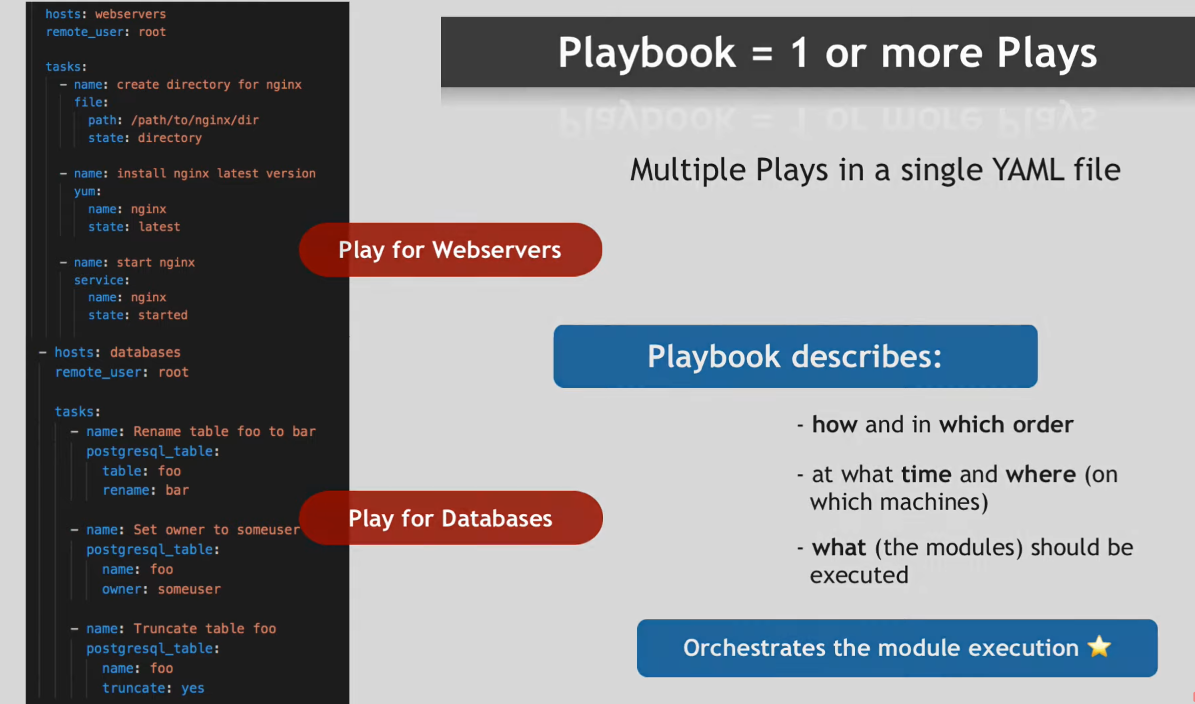 hosts: webservers
remote_user: root
tasks:
- name: create directory for nginx
file:
path: /path/to/nginx/dir
state: directory
- name: install nginx latest version
yum:
name: nginx
state: latest
- name: start nginx
service:
name: nginx
state: started
- hosts: databases
remote_user: root
tasks:
- name: Rename table foo to bar
postgresql_table:
table: foo
rename: bar
- name: Set owner to someuser
postgresql_table:
name: foo
owner: someuser
- name: Truncate table foo
postgresql_table:
name: foo
truncate: yes
Play for Webservers
Play for Databases
Playbook = 1 or more Plays
Multiple Plays in a single YAML file
Playbook describes:
- how and in which order
- at what time and where (on
which machines)
- what (the modules) should be
executed
Orchestrates the module execution ⭐